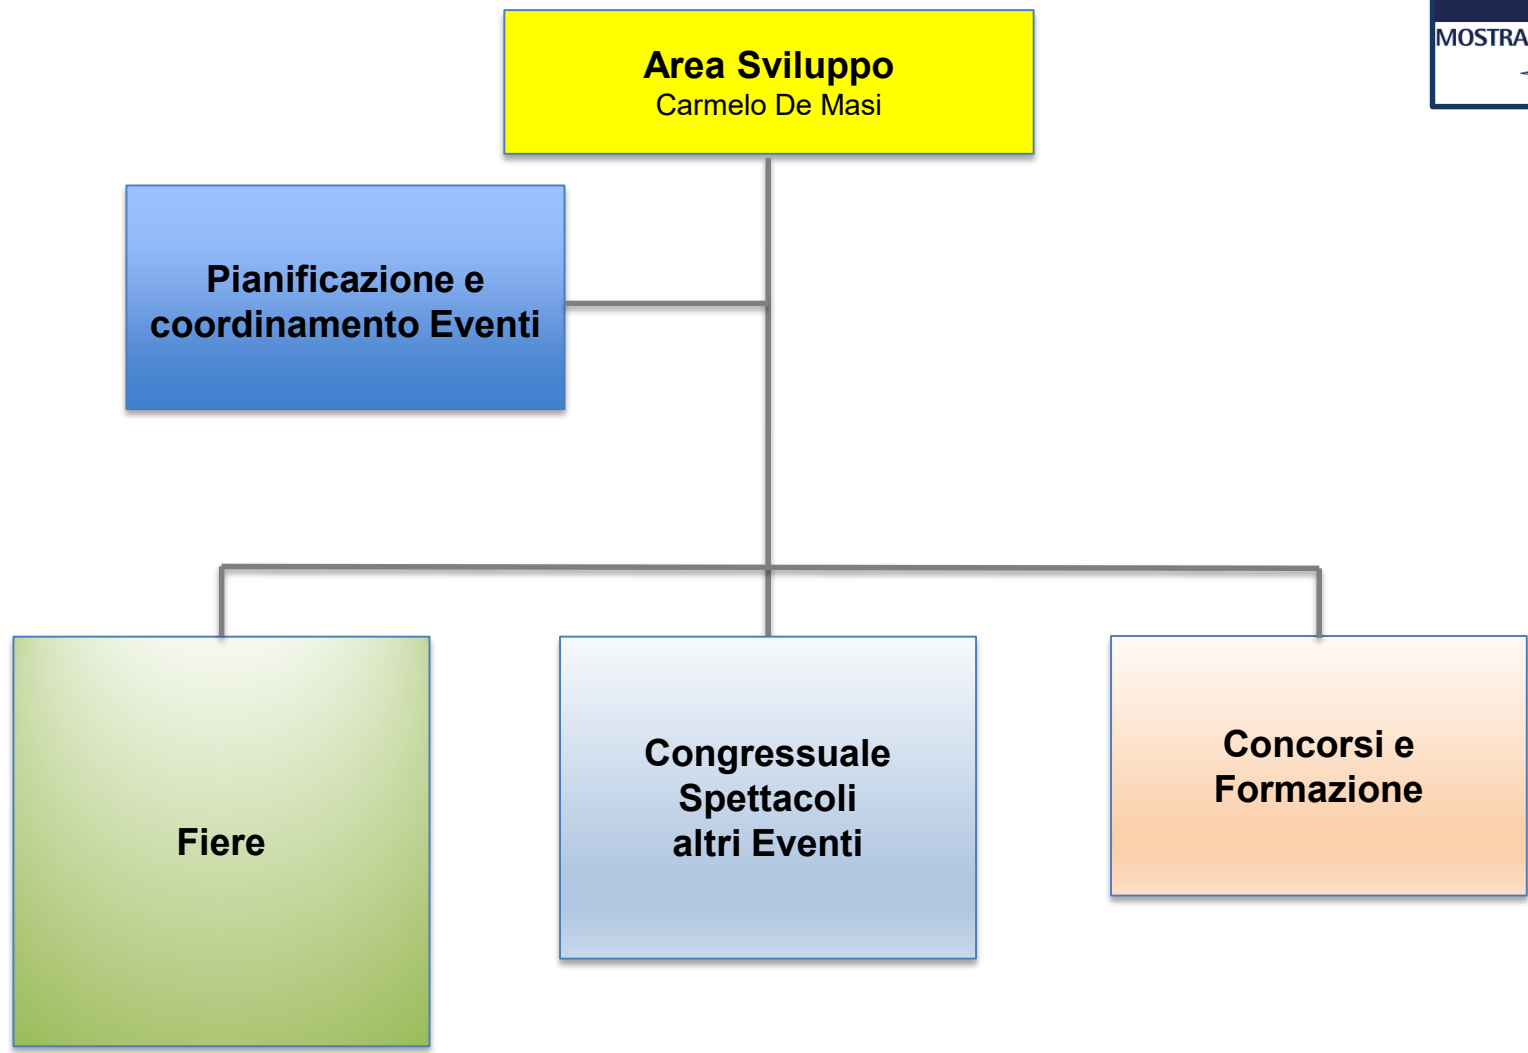 MOSTRA
Area Sviluppo
Carmelo De Masi
Pianificazione e
coordinamento Eventi
Fiere
Congressuale
Spettacoli
altri Eventi
Concorsi e
Formazione